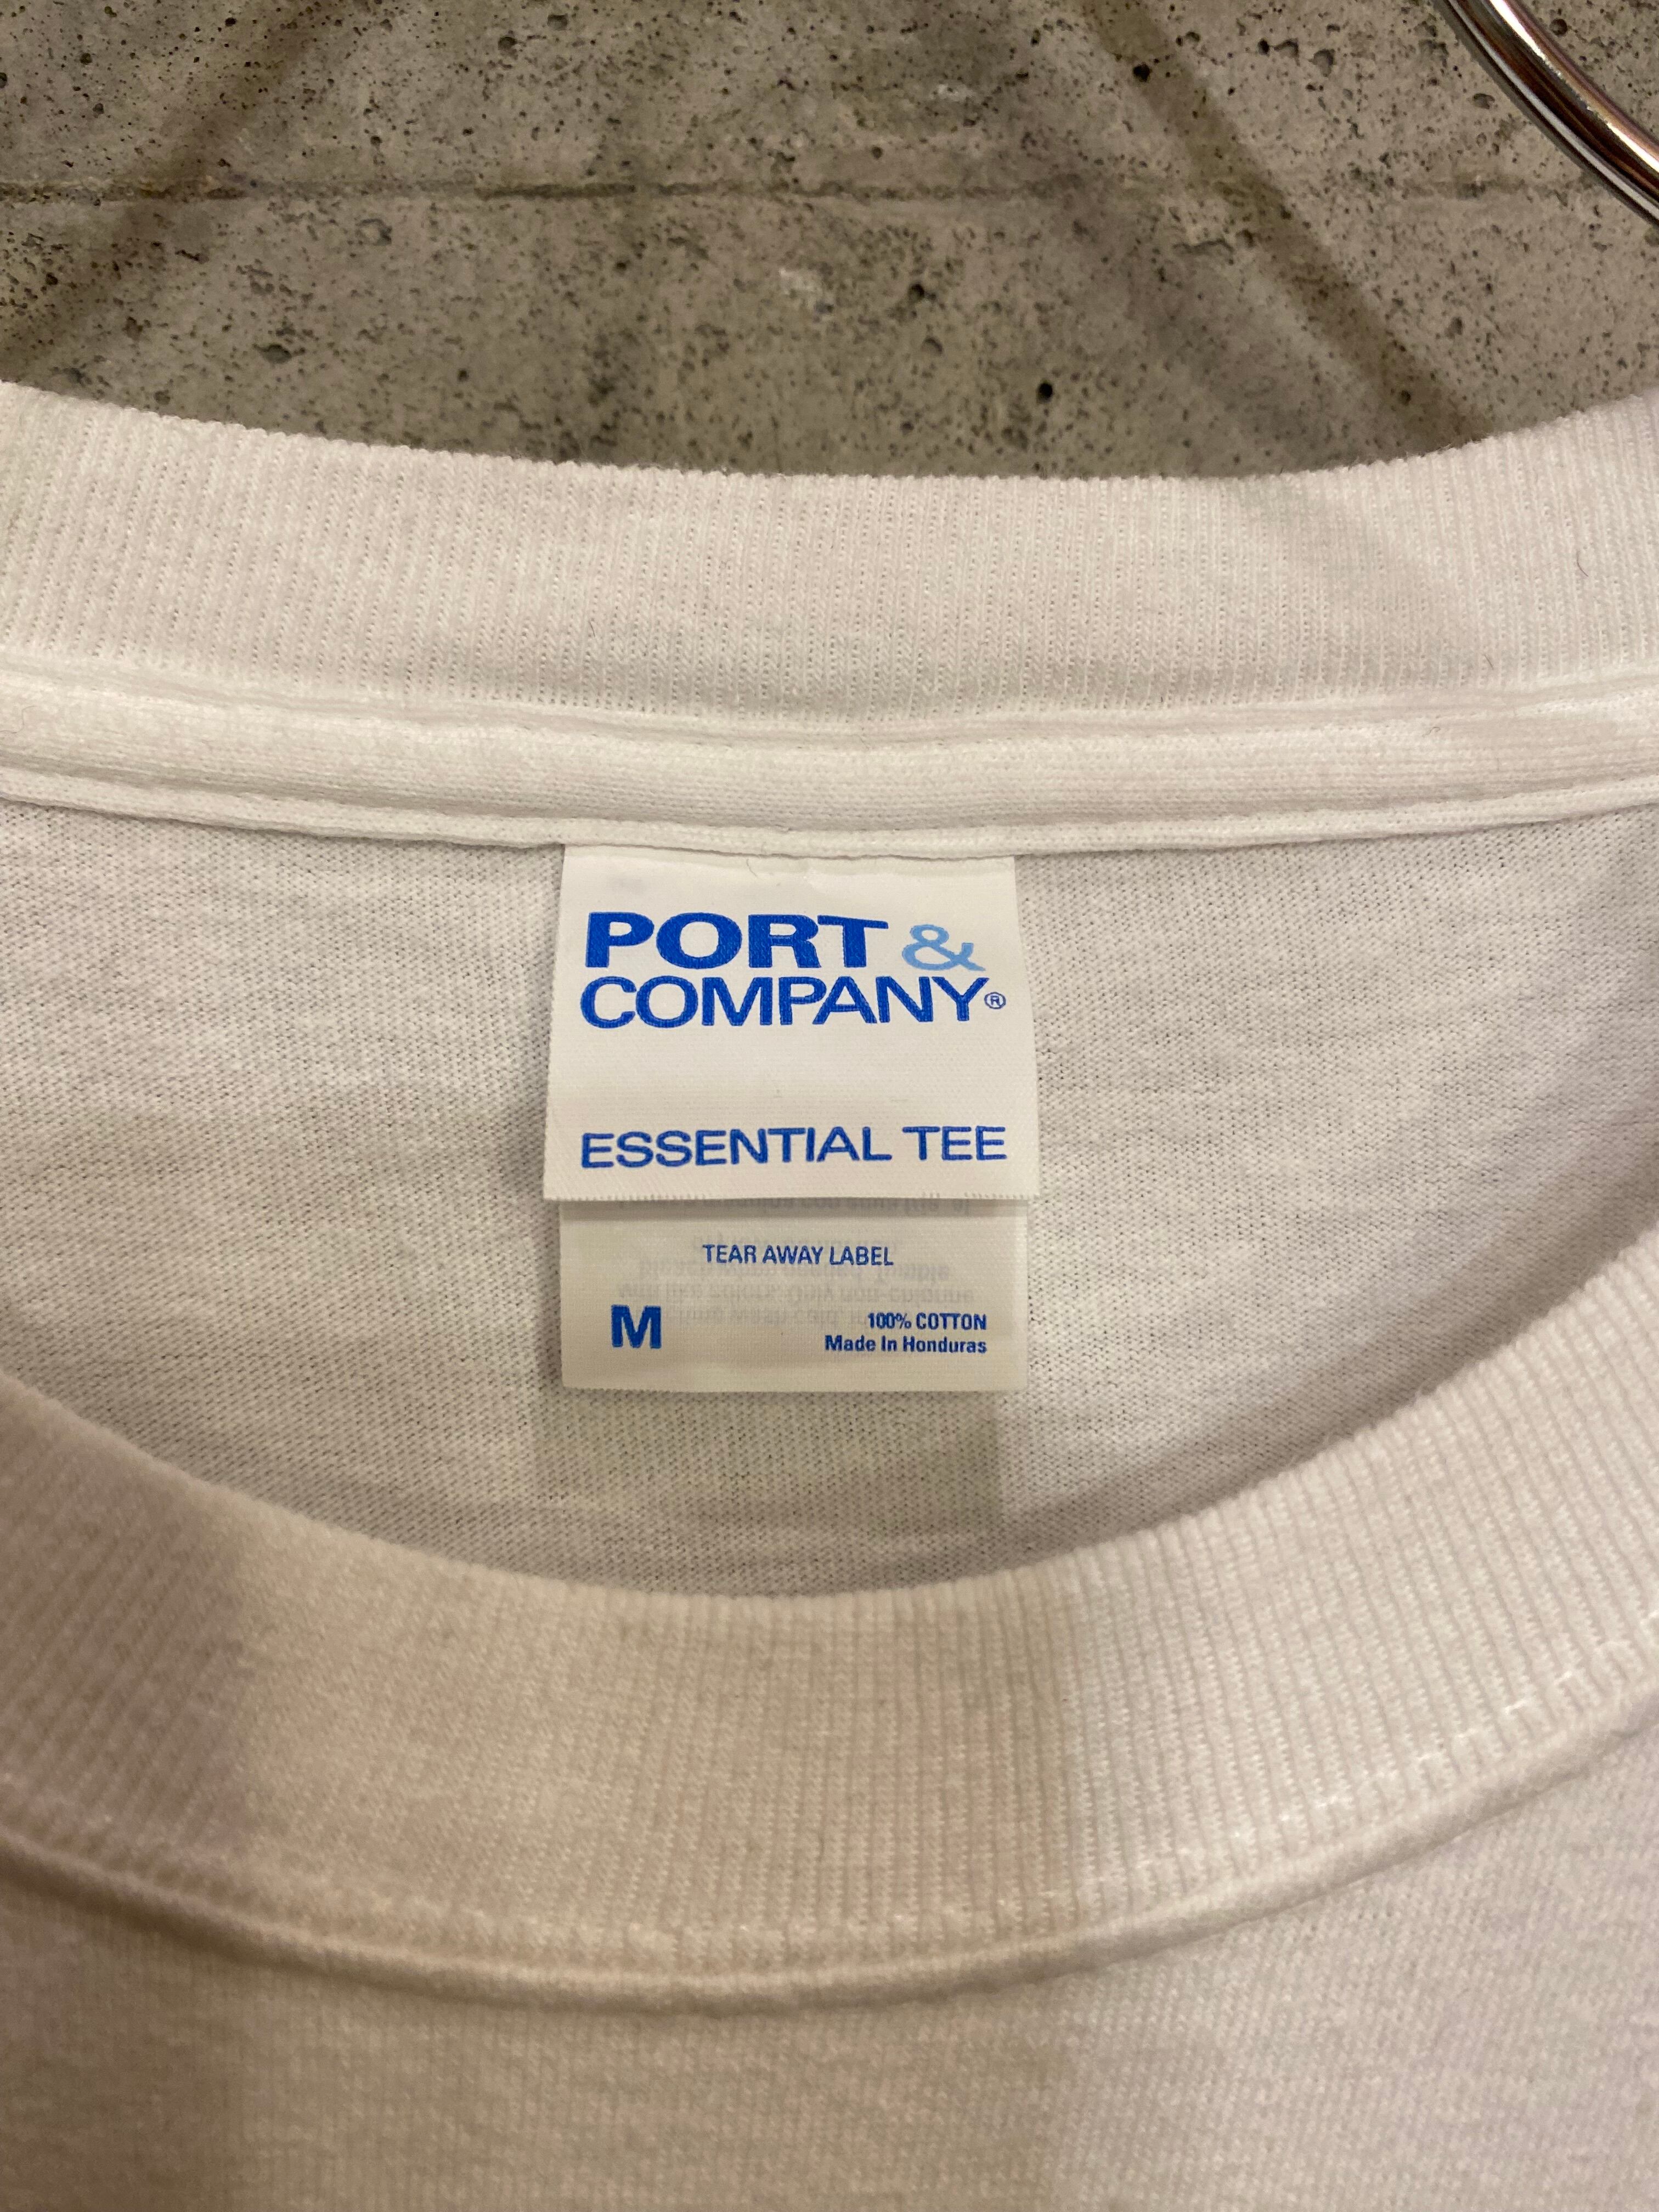 PORT &
COMPANY®
ESSENTIAL TEE
TEAR AWAY LABEL
M
100% COTTON
Made In Honduras